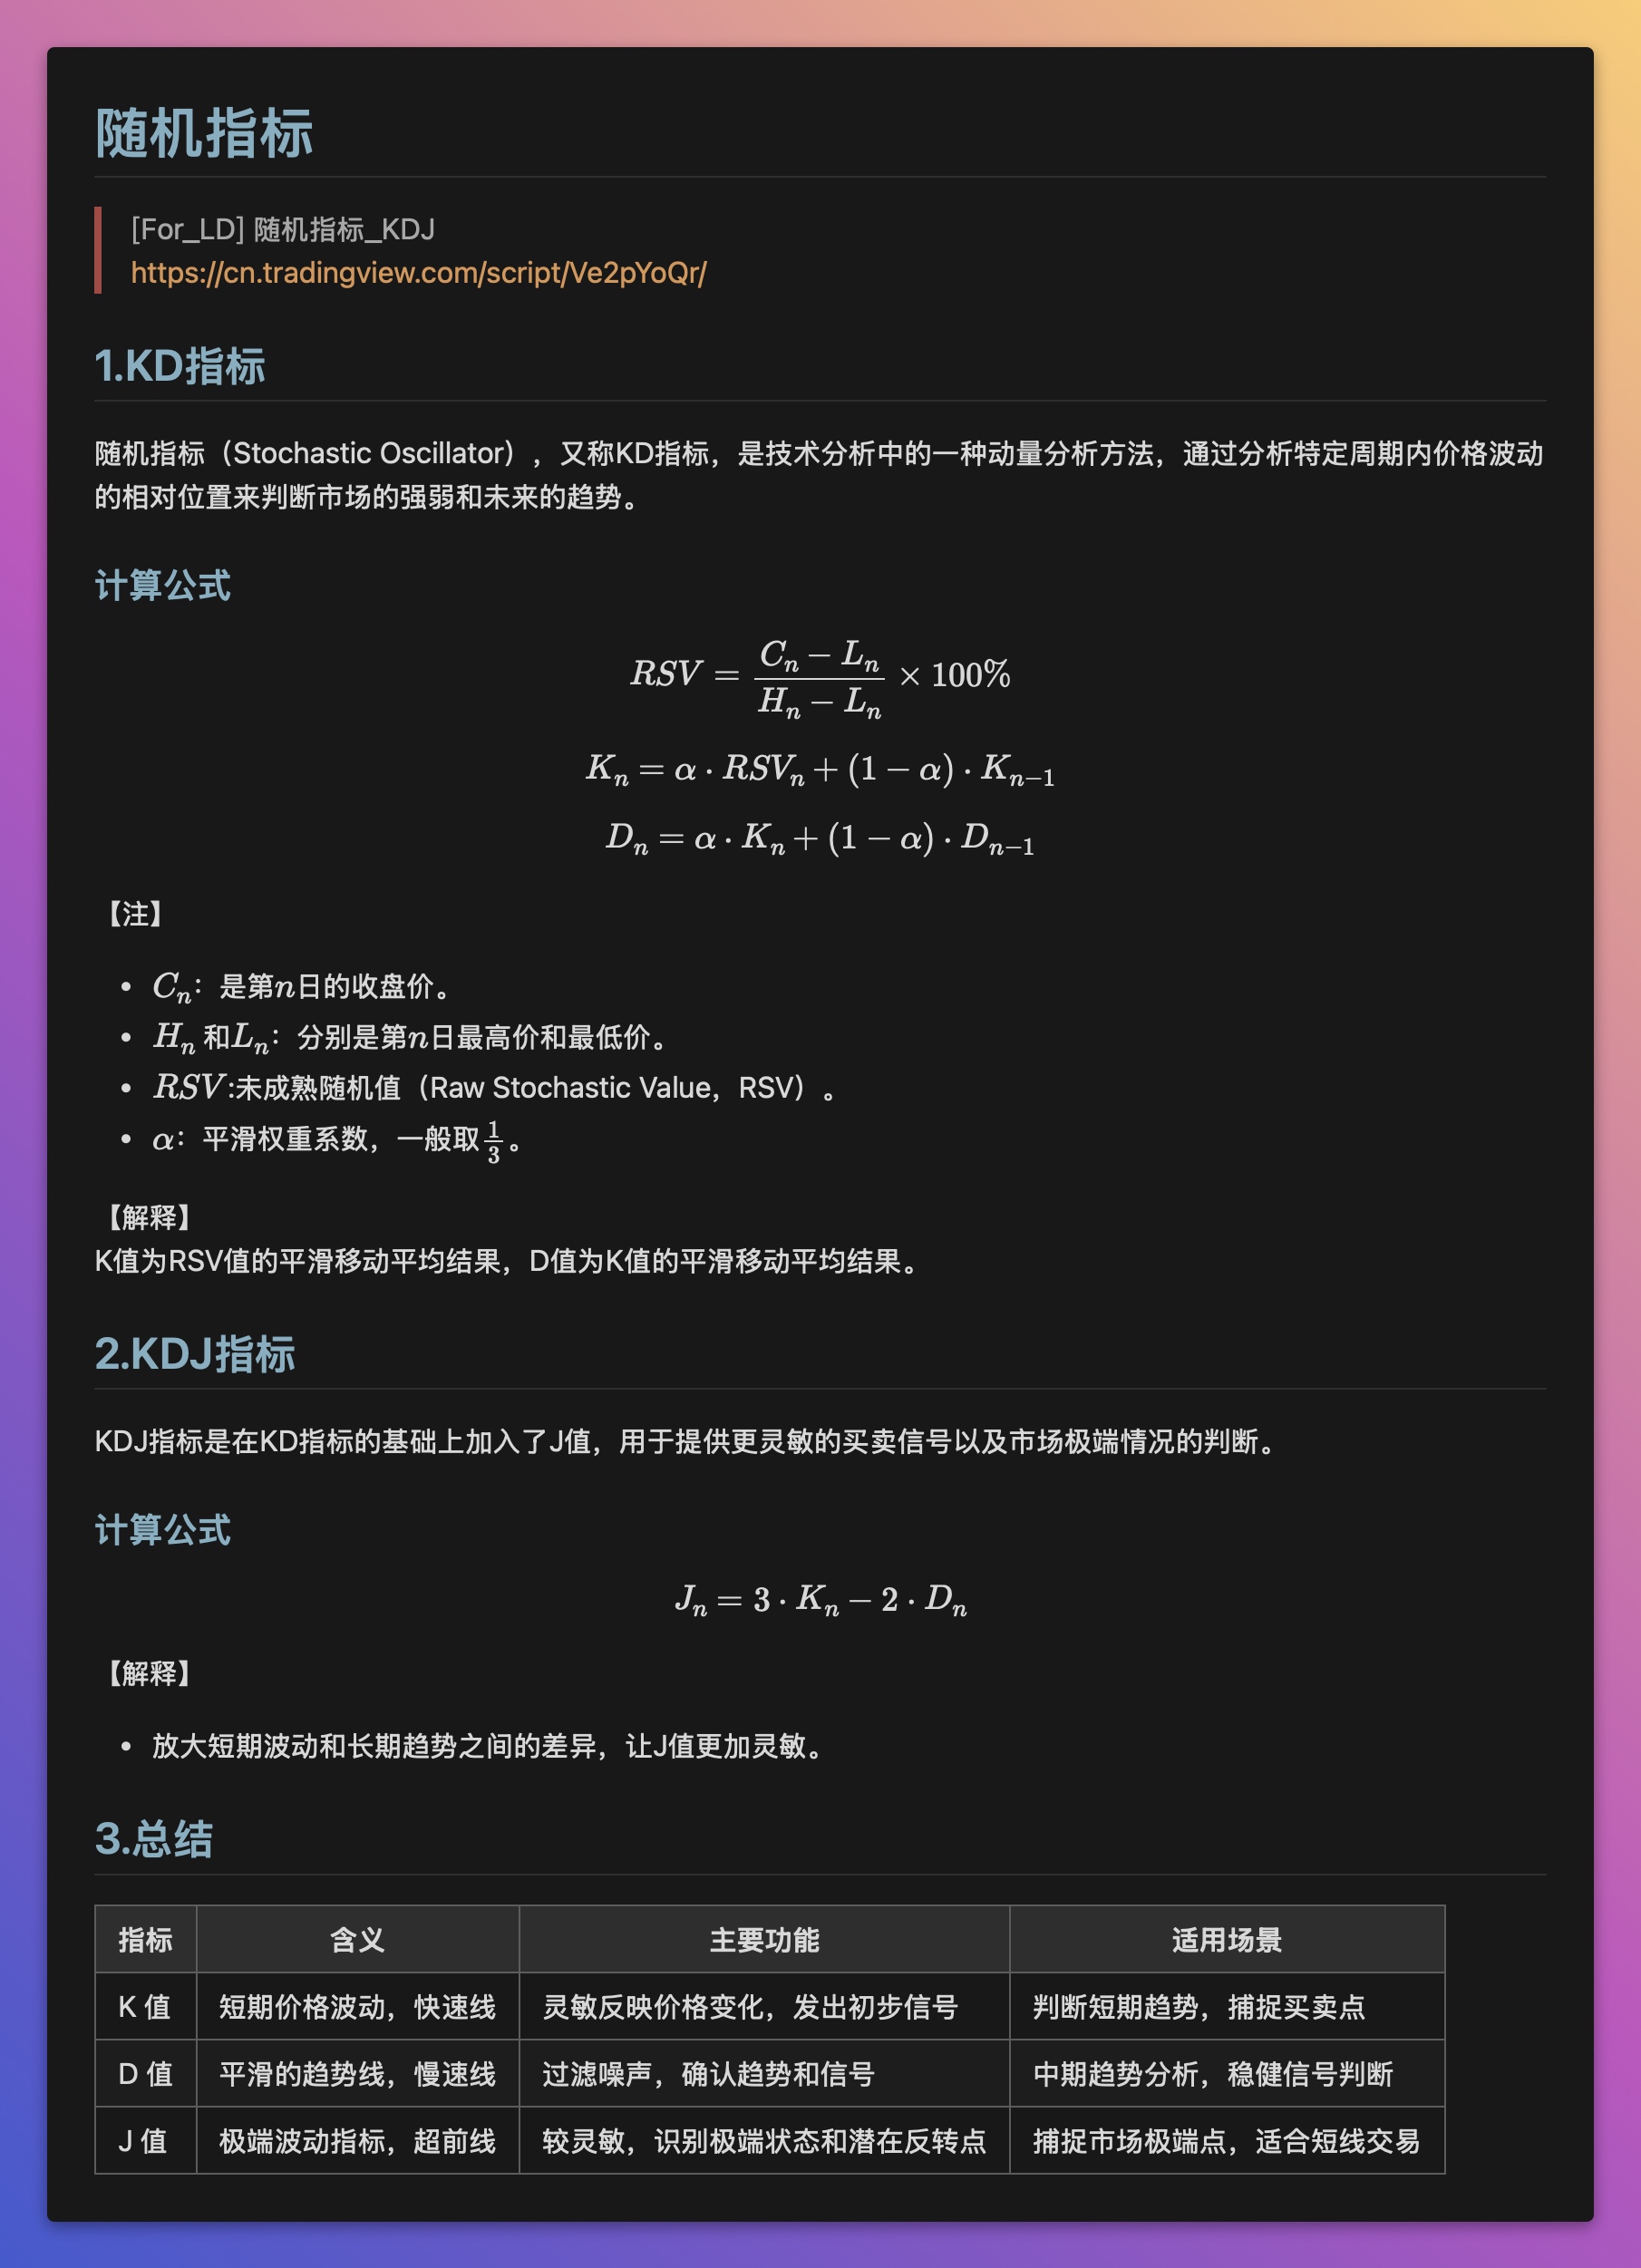 随机指标
[For_LD] 随机指标_KDJ
https://cn.tradingview.com/script/Ve2pYoQr/
1.KD指标
随机指标（Stochastic Oscillator），又称KD指标，是技术分析中的一种动量分析方法，通过分析特定周期内价格波动
的相对位置来判断市场的强弱和未来的趋势。
计算公式
RSV = \frac{C_n - L_n}{H_n - L_n} × 100%
K_n = α · RSV_n + (1 − α) · K_{n−1}
D_n = α · K_n + (1 − α) · D_{n−1}
【注】
• C_n：是第n日的收盘价。
• H_n 和L_n：分别是第n日最高价和最低价。
• RSV:未成熟随机值（Raw Stochastic Value，RSV）。
• α：平滑权重系数，一般取\frac{1}{3}。
【解释】
K值为RSV值的平滑移动平均结果，D值为K值的平滑移动平均结果。
2.KDJ指标
KDJ指标是在KD指标的基础上加入了J值，用于提供更灵敏的买卖信号以及市场极端情况的判断。
计算公式
J_n = 3 · K_n − 2 · D_n
【解释】
• 放大短期波动和长期趋势之间的差异，让J值更加灵敏。
3.总结
指标 含义 主要功能 适用场景
K 值 短期价格波动，快速线 灵敏反映价格变化，发出初步信号 判断短期趋势，捕捉买卖点
D 值 平滑的趋势线，慢速线 过滤噪声，确认趋势和信号 中期趋势分析，稳健信号判断
J 值 极端波动指标，超前线 较灵敏，识别极端状态和潜在反转点 捕捉市场极端点，适合短线交易